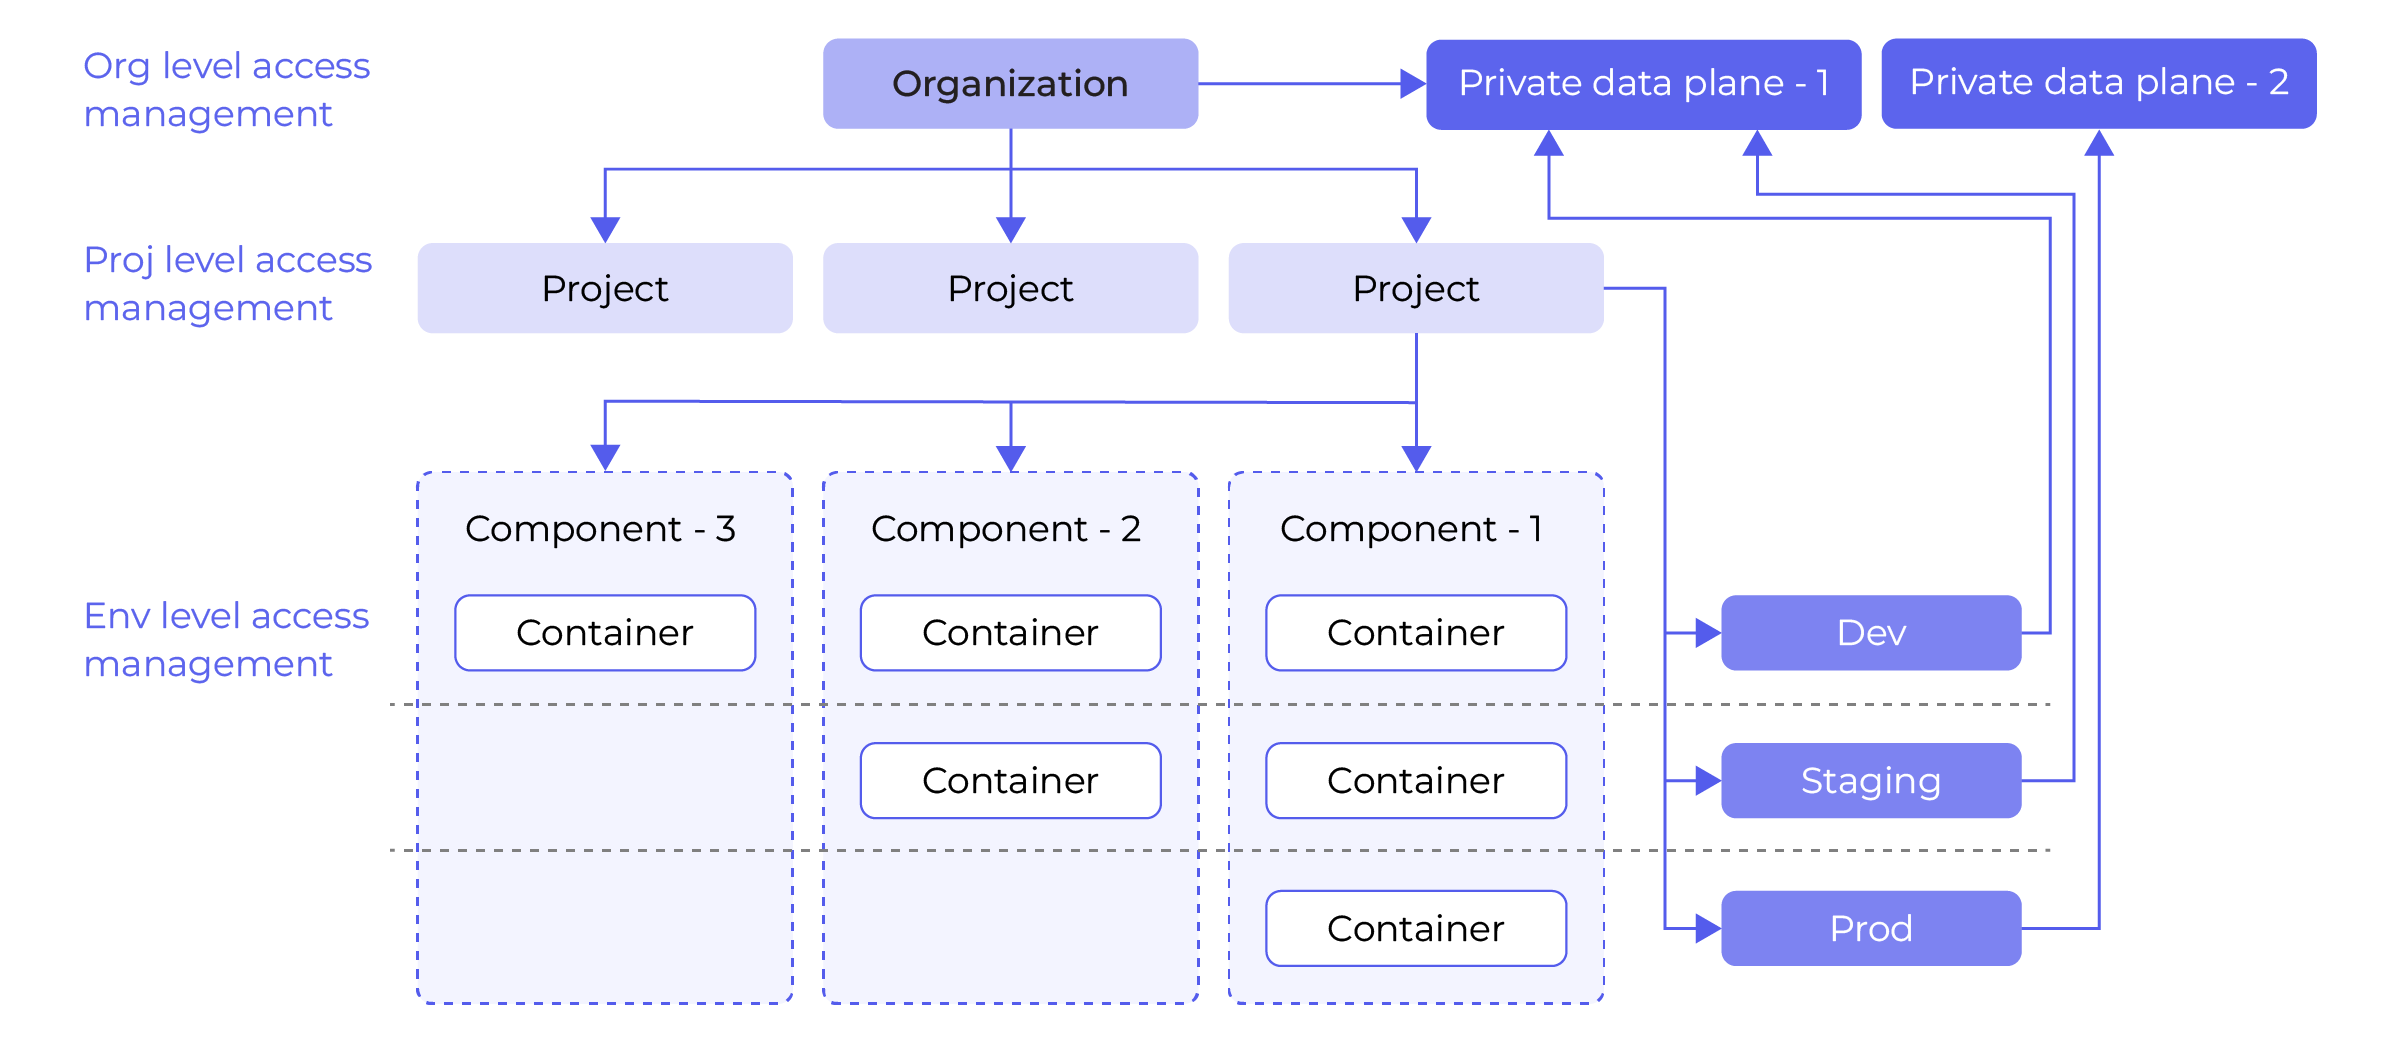 Org level access
management
Organization
Private data plane - 1
Private data plane - 2
Proj level access
management
Project
Project
Project
Component - 3
Component - 2
Component - 1
Env level access
management
Container
Container
Container
Dev
Container
Container
Staging
Container
Prod